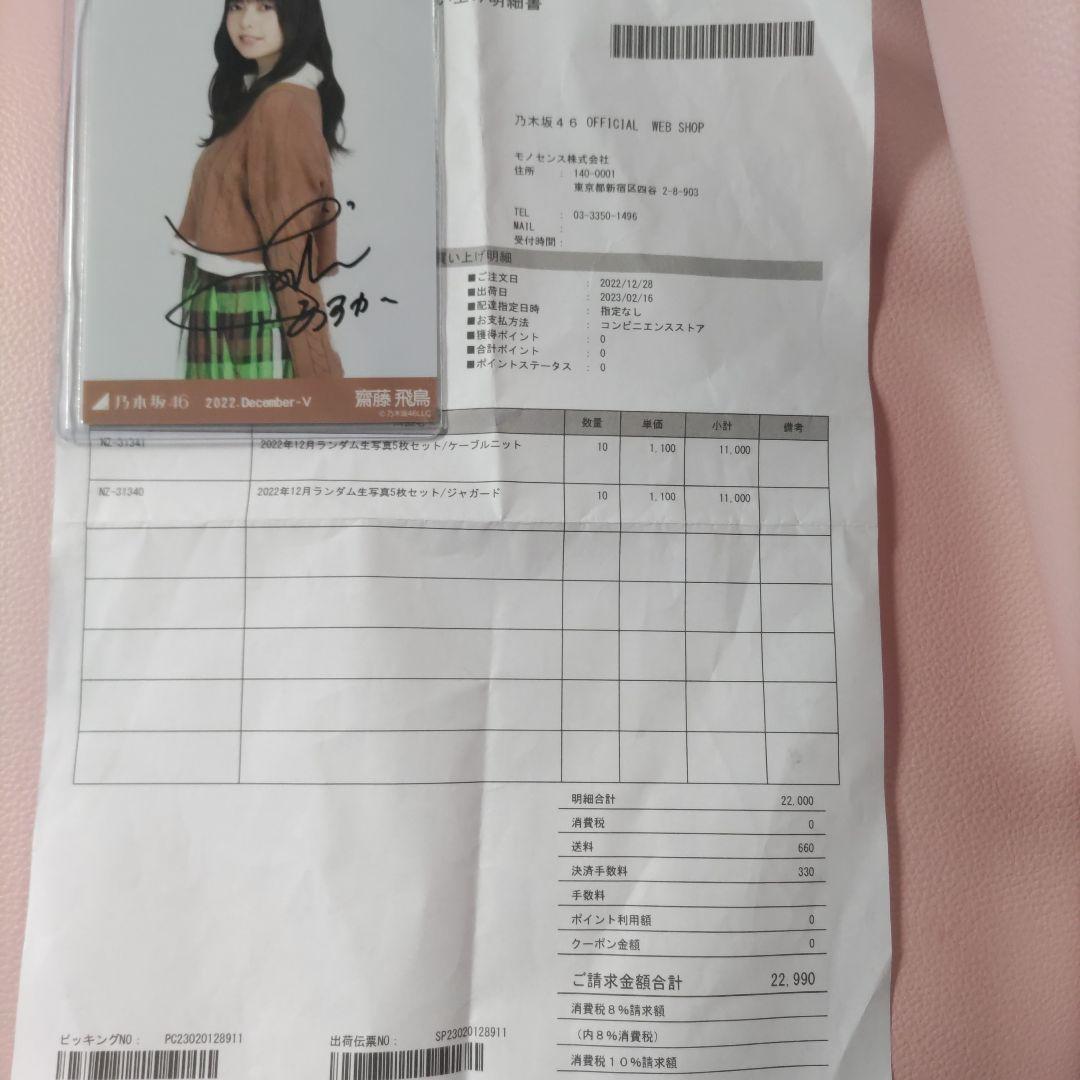 い上げ明細書
乃木坂46 OFFICIAL WEB SHOP
モノセンス株式会社
住所 : 140-0001
東京都新宿区四谷 2-8-903
TEL : 03-3350-1496
MAIL :
受付時間 :
買い上げ明細
■ご注文日 : 2022/12/28
■出荷日 : 2023/02/16
■配達指定日時 : 指定なし
■お支払方法 : コンビニエンスストア
■獲得ポイント : 0
■合計ポイント : 0
■ポイントステータス : 0
あすかー
乃木坂46 2022.December-V 齋藤 飛鳥
©乃木坂46LLC
数量 単価 小計 備考
NZ-31341 2022年12月ランダム生写真5枚セット/ケーブルニット 10 1,100 11,000
NZ-31340 2022年12月ランダム生写真5枚セット/ジャガード 10 1,100 11,000
明細合計 22,000
消費税 0
送料 660
決済手数料 330
手数料
ポイント利用額 0
クーポン金額 0
ご請求金額合計 22,990
消費税8%請求額
(内8%消費税)
消費税10%請求額
ピッキングNO: PC23020128911
出荷伝票NO: SP23020128911